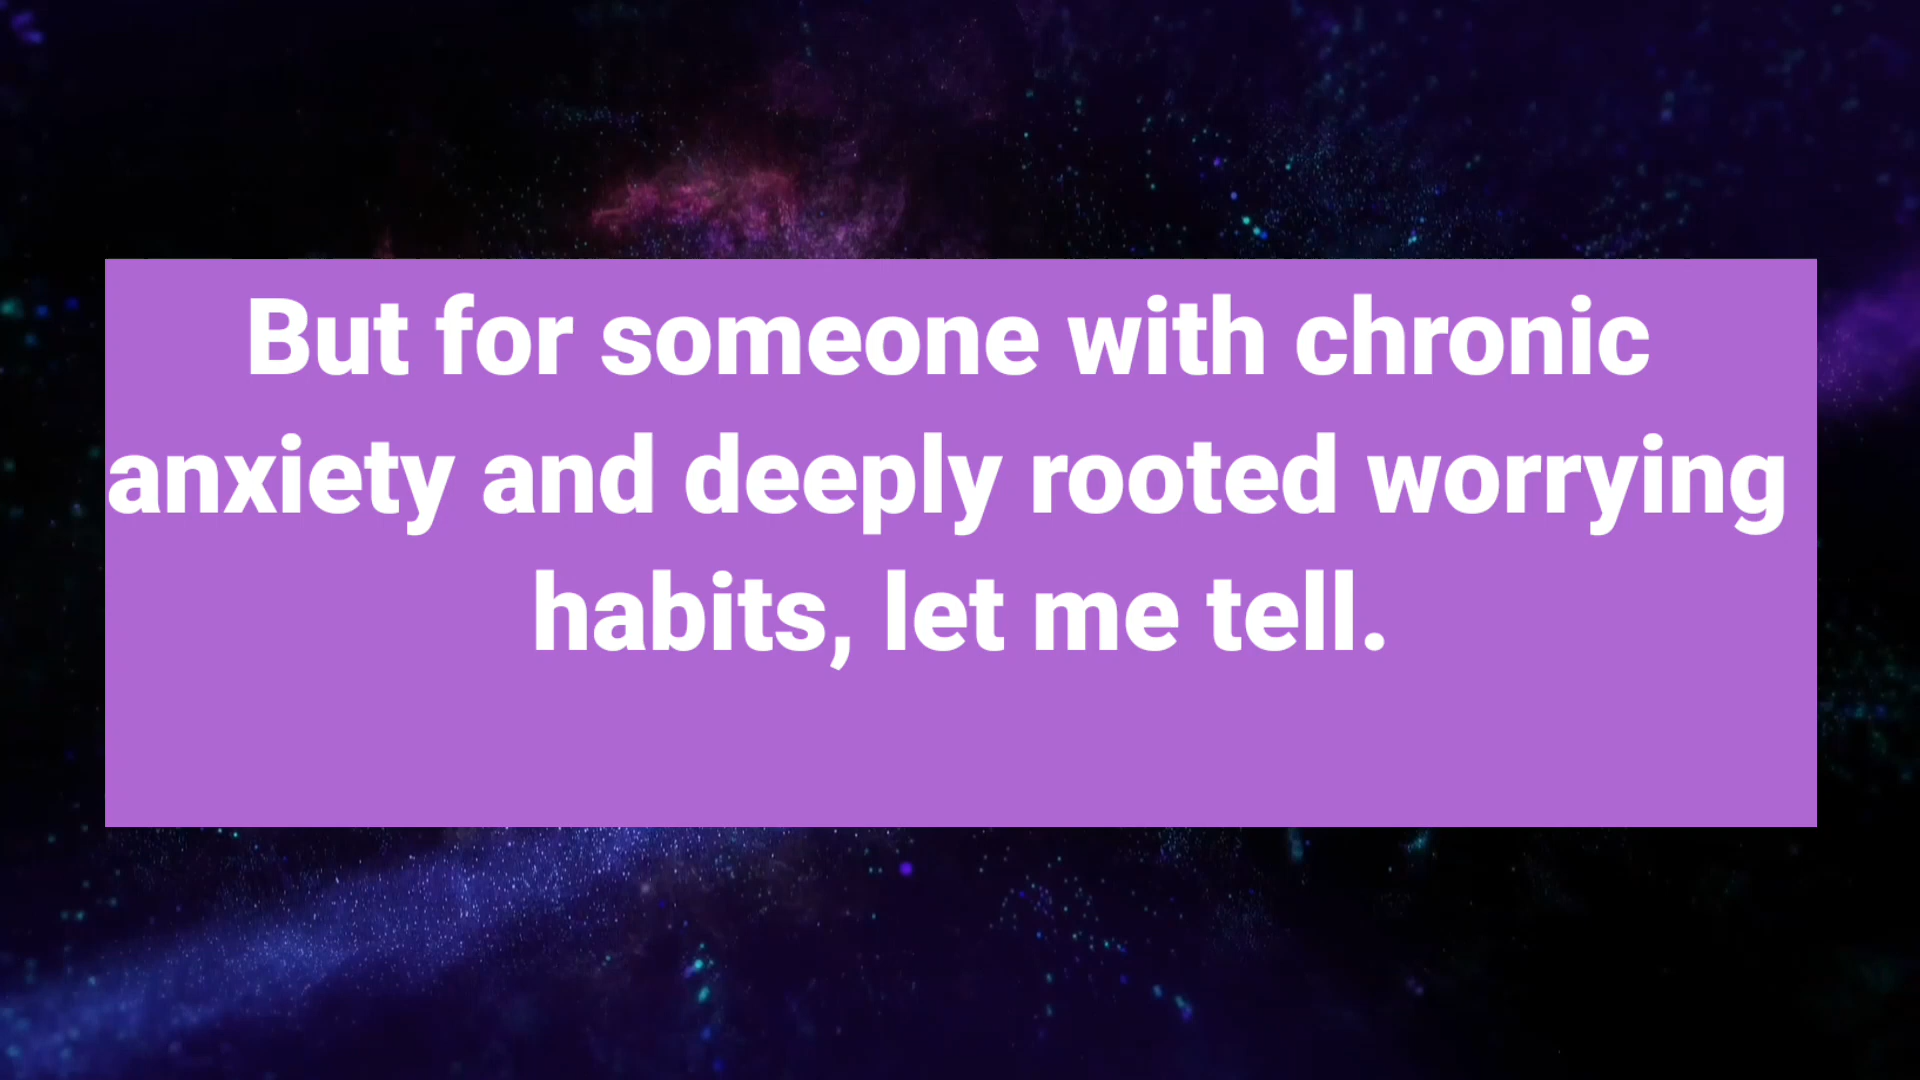 But for someone with chronic
anxiety and deeply rooted worrying
habits, let me tell.